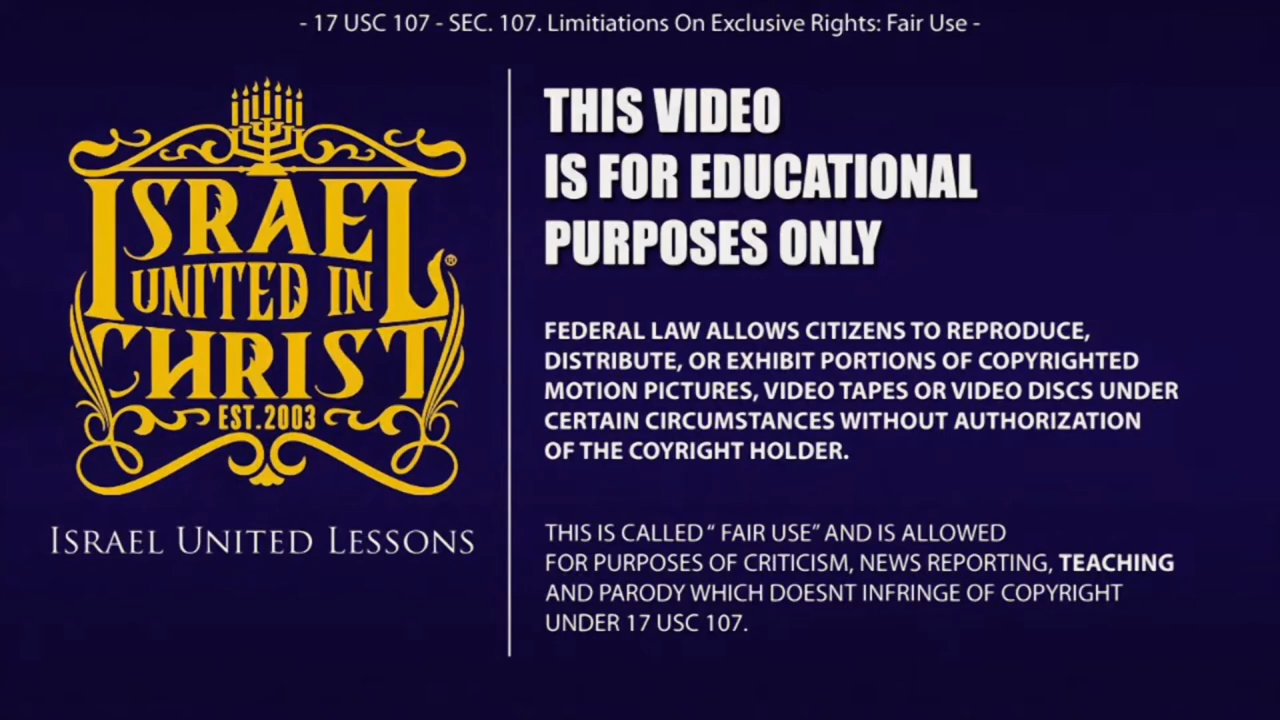 - 17 USC 107 - SEC. 107. Limitiations On Exclusive Rights: Fair Use -
ISRAEL
UNITED IN
CHRIST
EST.2003
®
ISRAEL UNITED LESSONS
THIS VIDEO
IS FOR EDUCATIONAL
PURPOSES ONLY
FEDERAL LAW ALLOWS CITIZENS TO REPRODUCE,
DISTRIBUTE, OR EXHIBIT PORTIONS OF COPYRIGHTED
MOTION PICTURES, VIDEO TAPES OR VIDEO DISCS UNDER
CERTAIN CIRCUMSTANCES WITHOUT AUTHORIZATION
OF THE COYRIGHT HOLDER.
THIS IS CALLED “ FAIR USE” AND IS ALLOWED
FOR PURPOSES OF CRITICISM, NEWS REPORTING, TEACHING
AND PARODY WHICH DOESNT INFRINGE OF COPYRIGHT
UNDER 17 USC 107.